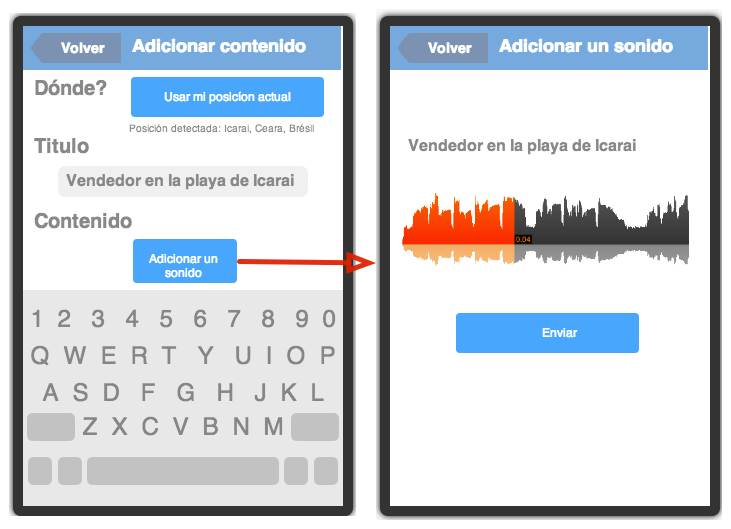 Volver
Adicionar contenido
Dónde?
Usar mi posicíon actual
Posición detectada: Icarai, Ceara, Brésil
Titulo
Vendedor en la playa de Icarai
Contenido
Adicionar un
sonido
1 2 3 4 5 6 7 8 9 0
Q W E R T Y U I O P
A S D F G H J K L
Z X C V B N M
Volver
Adicionar un sonido
Vendedor en la playa de Icarai
0.04
Enviar